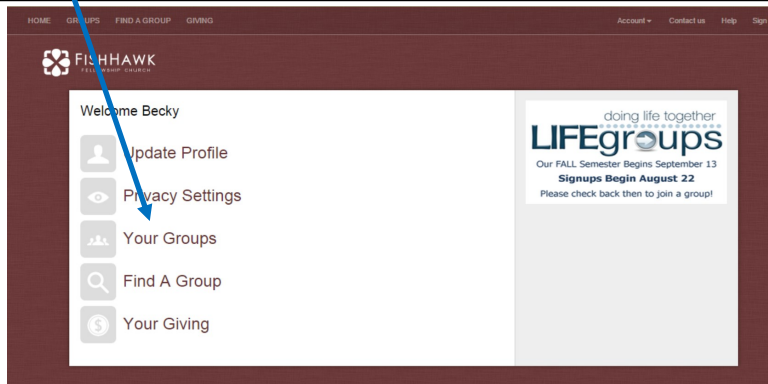 HOME GROUPS FIND A GROUP GIVING Account Contact us Help Sign
FISHHAWK
FELLOWSHIP CHURCH
Welcome Becky
Update Profile
Privacy Settings
Your Groups
Find A Group
Your Giving
doing life together
LIFEgroups
Our FALL Semester Begins September 13
Signups Begin August 22
Please check back then to join a group!